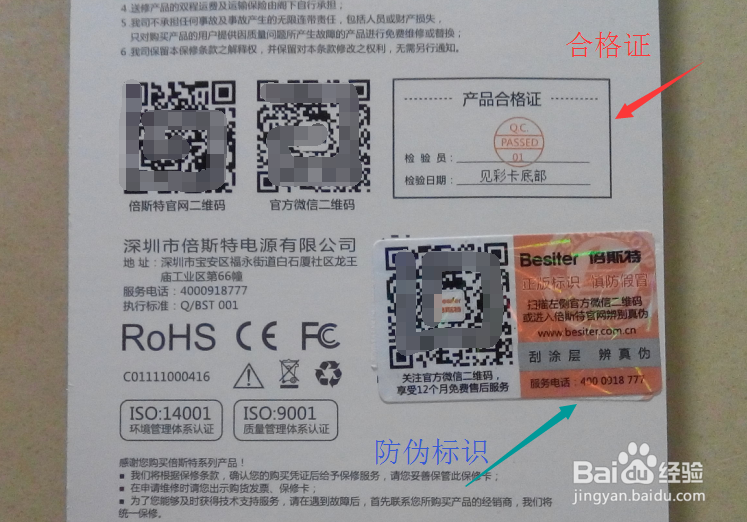 4.送修产品的双程运费及运输保险由阁下自行承担；
5.我司不承担任何事故及事故产生的无限连带责任，包括人员或财产损失，
只对购买产品的用户提供因质量问题所产生故障的产品进行免费维修或替换；
6.我司保留本保修条款之解释权，并保留对本条款修改之权利，无需另行通知。
合格证
产品合格证
Q.C.
PASSED
01
检 验 员：
检验日期： 见彩卡底部
倍斯特官网二维码
官方微信二维码
深圳市倍斯特电源有限公司
地 址：深圳市宝安区福永街道白石厦社区龙王
庙工业区第66幢
服务电话：4000918777
执行标准：Q/BST 001
RoHS CE FC
C01111000416
ISO:14001
环境管理体系认证
ISO:9001
质量管理体系认证
Besiter 倍斯特
正版标识 谨防假冒
扫描左侧官方微信二维码
或进入倍斯特官网辨别真伪
www.besiter.com.cn
刮涂层 辨真伪
服务电话：400 0918 777
关注官方微信二维码，
享受12个月免费售后服务
防伪标识
感谢您购买倍斯特系列产品！
■ 我们将根据保修条款，确认您的购买凭证后给予保修服务，请您妥善保管此保修卡；
■ 在申请维修时请您出示购货发票、保修卡；
■ 为了您能够及时获得技术支持服务，请在遇到故障后，首先联系您所购买产品的经销商，我们将
统一保修。
Baidu 经验
jingyan.baidu.com